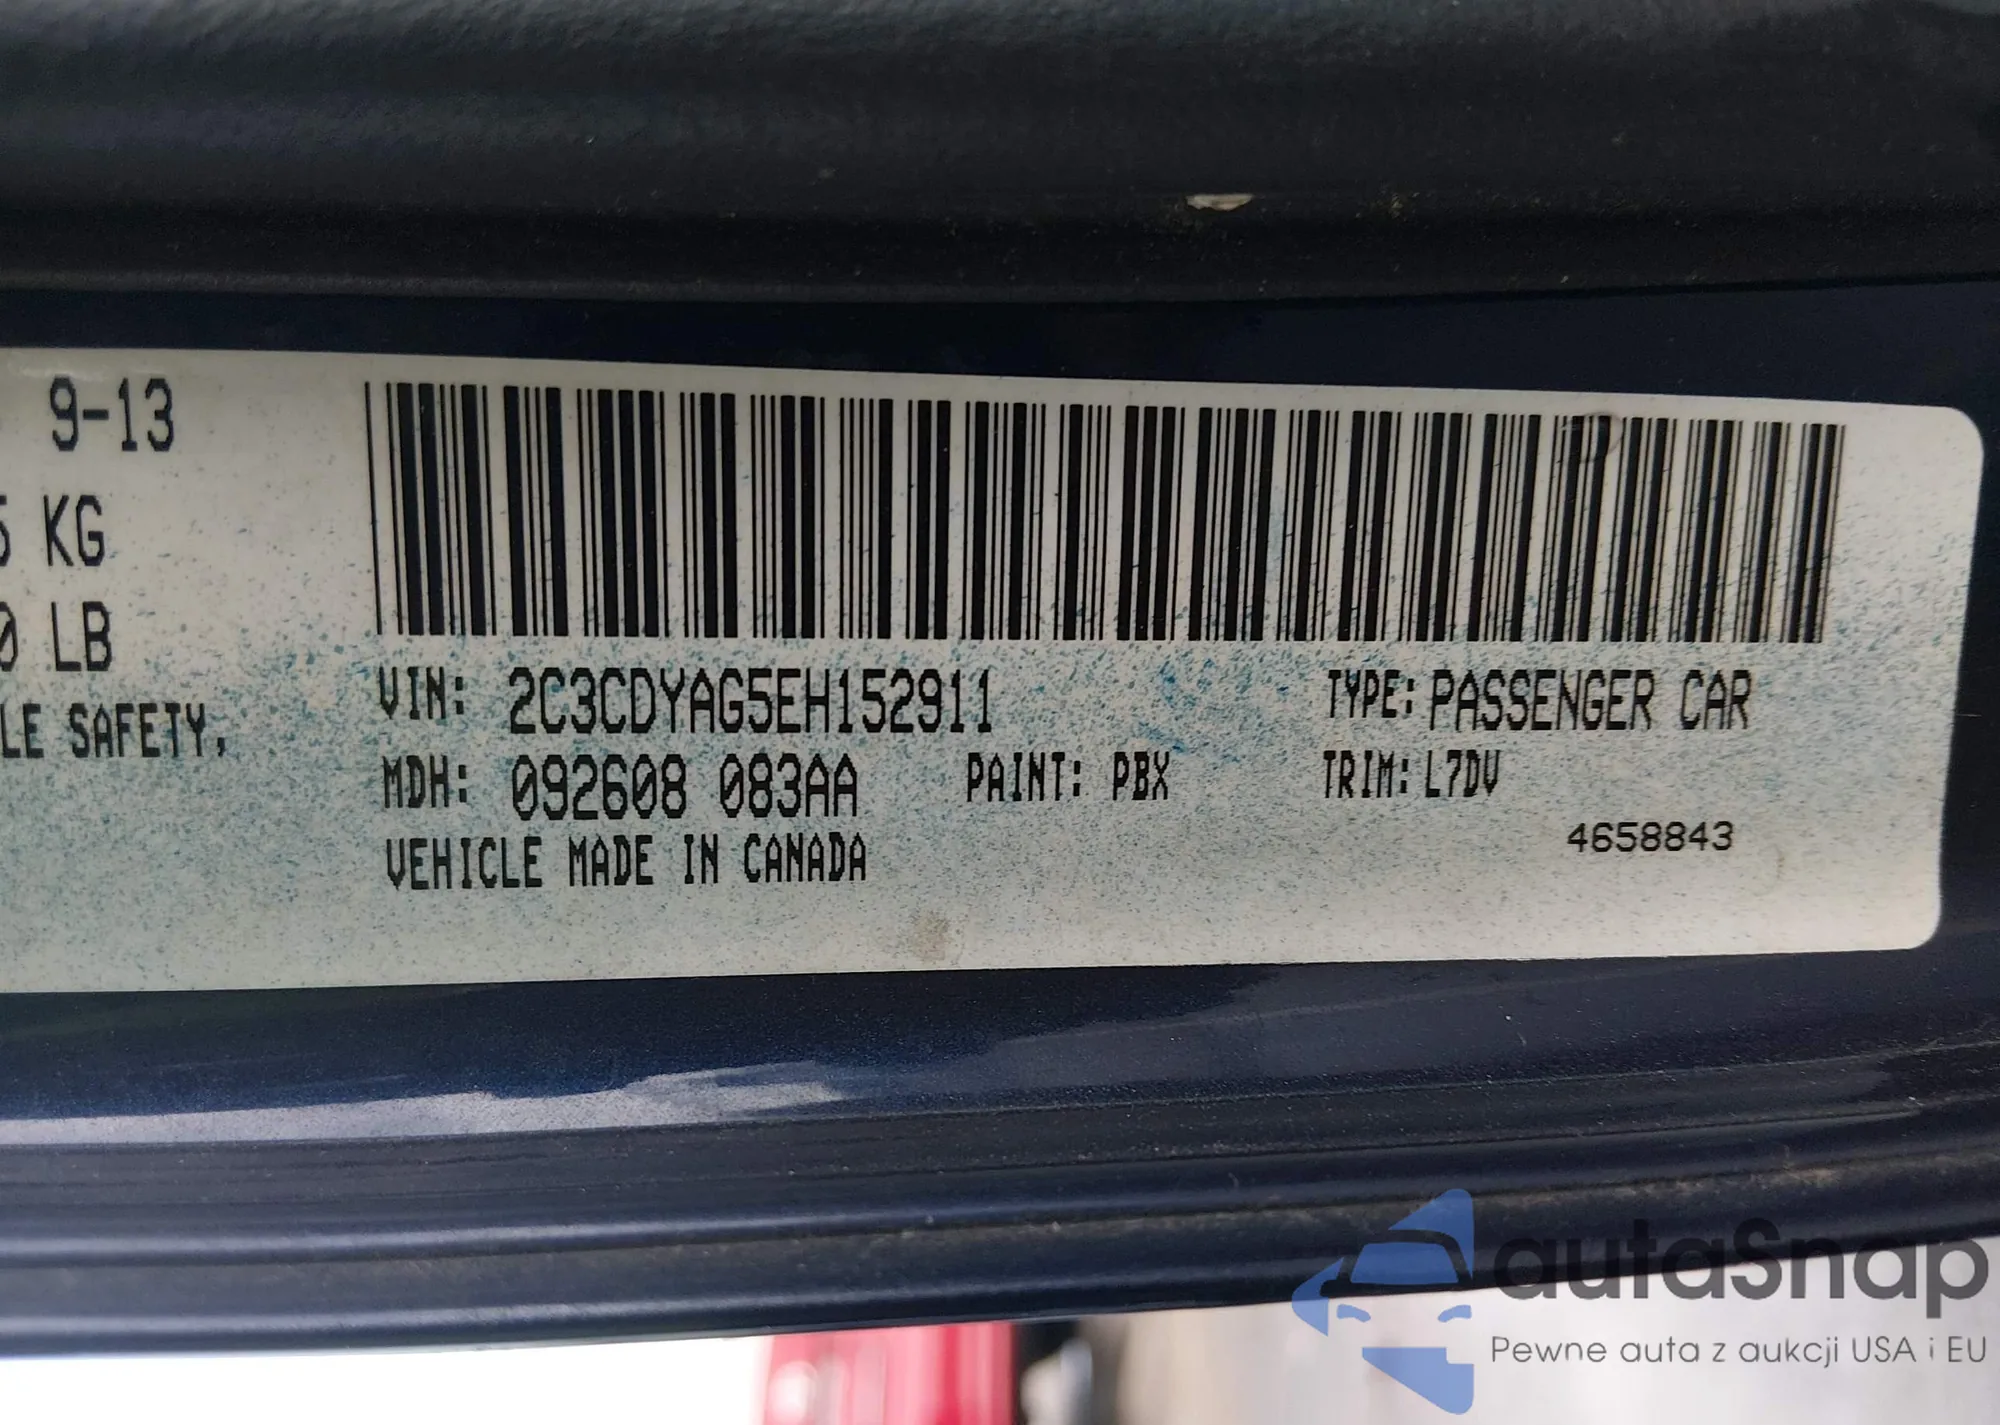 9-13
KG
LB
LE SAFETY,
VIN: 2C3CDYAG5EH152911
TYPE: PASSENGER CAR
MDH: 092608 083AA
PAINT: PBX
TRIM: L7DV
VEHICLE MADE IN CANADA
4658843
autaSnap
Pewne auta z aukcji USA i EU